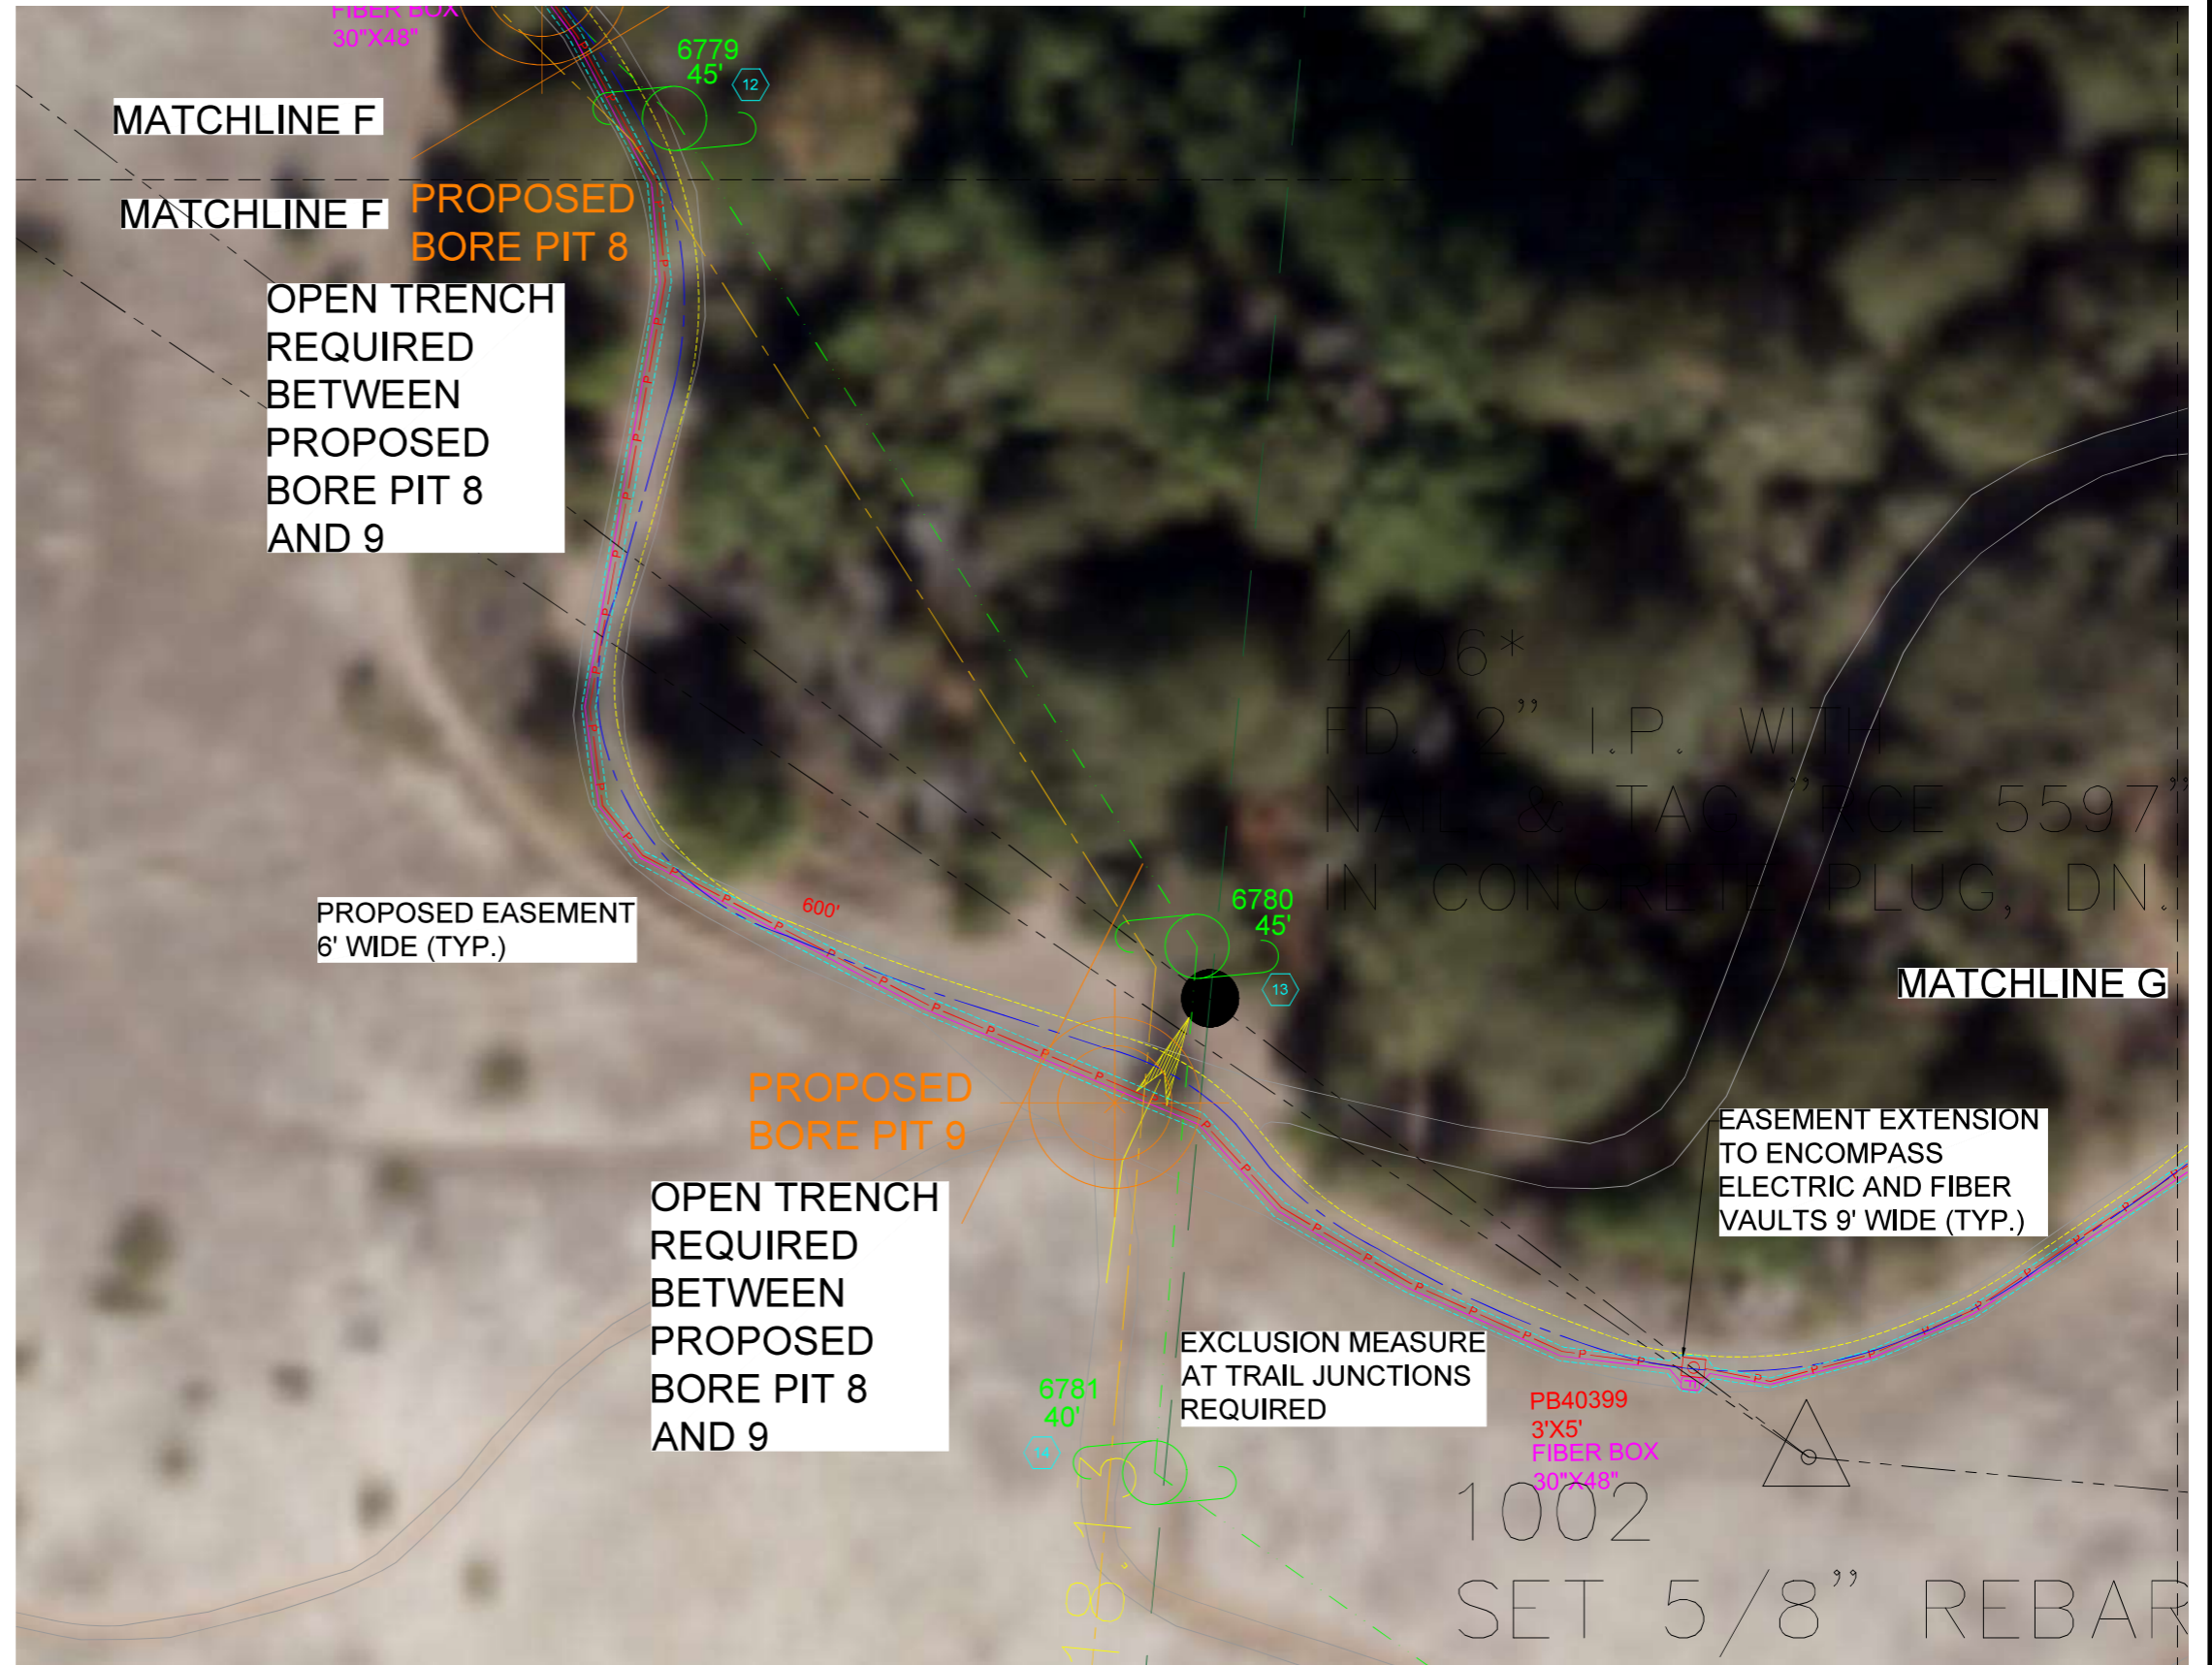 FIBER BOX
30"X48"
6779
45'
12
MATCHLINE F
MATCHLINE F
PROPOSED
BORE PIT 8
OPEN TRENCH
REQUIRED
BETWEEN
PROPOSED
BORE PIT 8
AND 9
FD. 2" I.P. WITH
NAIL & TAG "RCE 5597"
IN CONCRETE PLUG, DN.
PROPOSED EASEMENT
6' WIDE (TYP.)
600'
6780
45'
13
MATCHLINE G
PROPOSED
BORE PIT 9
EASEMENT EXTENSION
TO ENCOMPASS
ELECTRIC AND FIBER
VAULTS 9' WIDE (TYP.)
OPEN TRENCH
REQUIRED
BETWEEN
PROPOSED
BORE PIT 8
AND 9
EXCLUSION MEASURE
AT TRAIL JUNCTIONS
REQUIRED
6781
40'
14
PB40399
3'X5'
FIBER BOX
30"X48"
1002
SET 5/8" REBAR